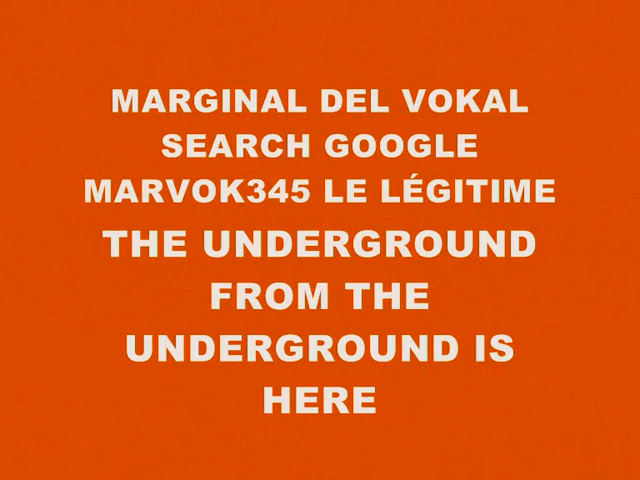 MARGINAL DEL VOKAL
SEARCH GOOGLE
MARVOK345 LE LÉGITIME
THE UNDERGROUND
FROM THE
UNDERGROUND IS
HERE